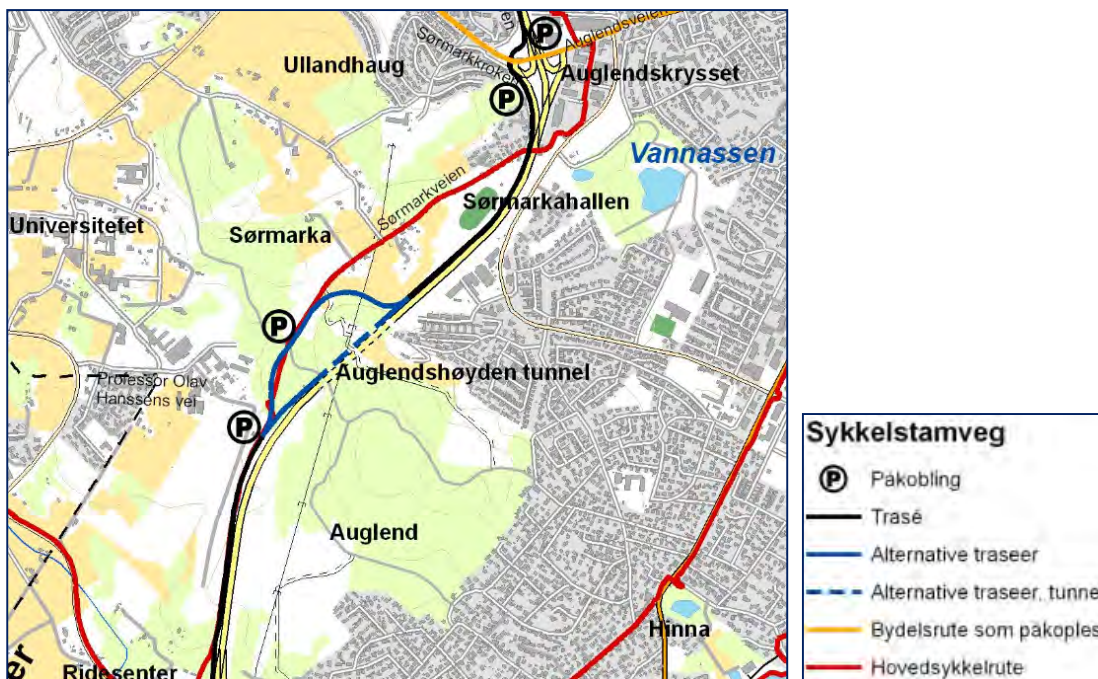 Ullandhaug
Sørmarkkroken
Auglendsveien
Auglendskrysset
Vannassen
Sørmarkveien
Sørmarkahallen
Universitetet
Sørmarka
Auglendshøyden tunnel
Professor Olav
Hanssens vei
Auglend
Hinna
Ridesenter
P
P
P
P
Sykkelstamveg
P Påkobling
Trasé
Alternative traseer
Alternative traseer, tunne
Bydelsrute som påkoples
Hovedsykkelrute